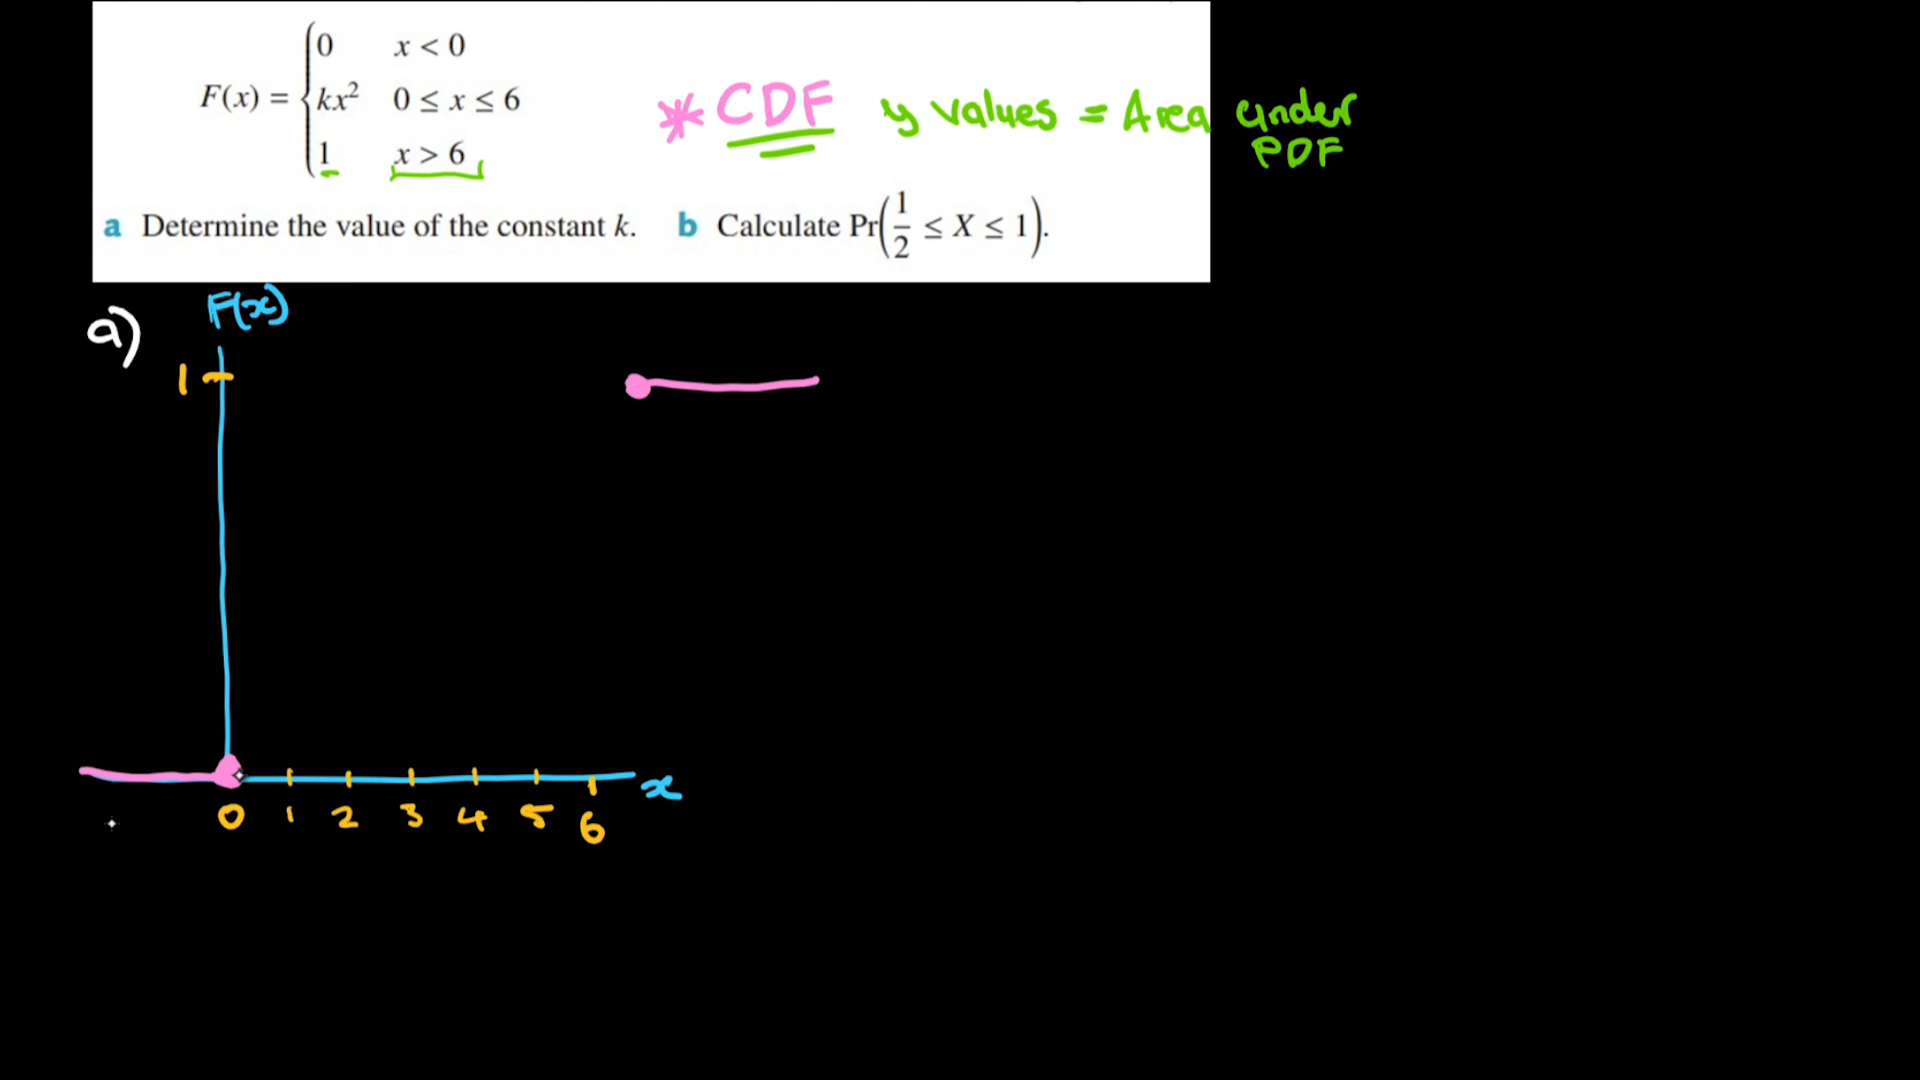 0 x < 0
F(x) = { kx² 0 ≤ x ≤ 6
1 x > 6
* CDF y values = Area under PDF
a Determine the value of the constant k. b Calculate Pr(1/2 ≤ X ≤ 1).
a) F(x)
1
x
0 1 2 3 4 5 6